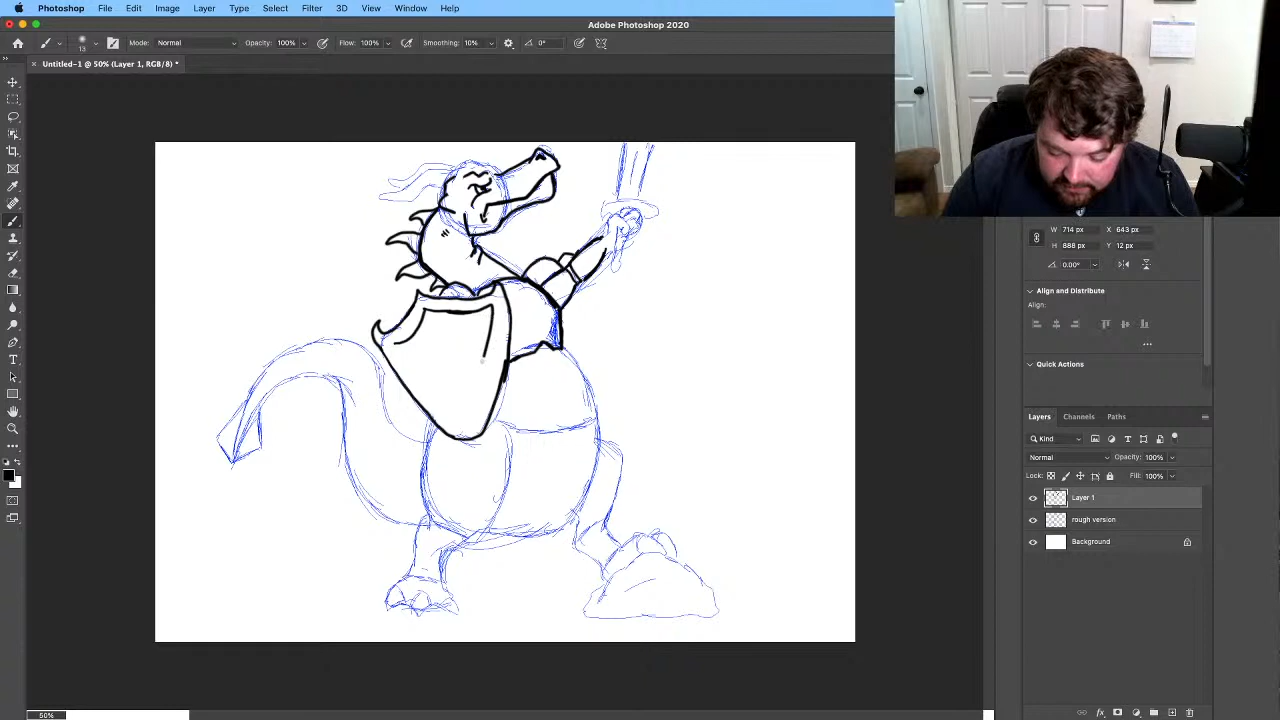 Photoshop File Edit Image Layer Type Select Filter 3D View Window Help
Adobe Photoshop 2020
13 Mode: Normal Opacity: 100% Flow: 100% Smoothing: 10% 0°
× Untitled-1 @ 50% (Layer 1, RGB/8) *
W 714 px X 643 px
H 888 px Y 12 px
0.00°
Align and Distribute
Align:
Quick Actions
Layers Channels Paths
Kind
Normal Opacity: 100%
Lock: Fill: 100%
Layer 1
rough version
Background
fx
50%